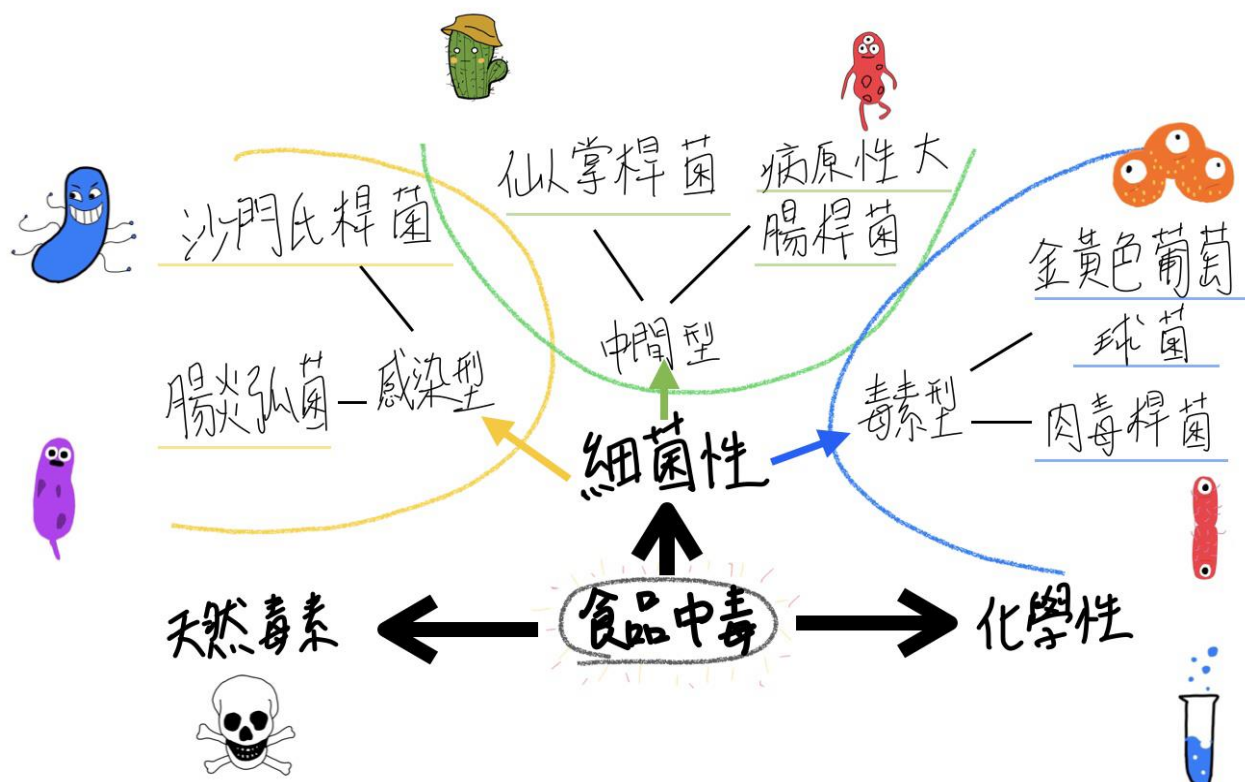 仙人掌桿菌
病原性大
腸桿菌
沙門氏桿菌
金黃色葡萄
球菌
中間型
腸炎弧菌
感染型
毒素型
肉毒桿菌
細菌性
天然毒素
食品中毒
化學性